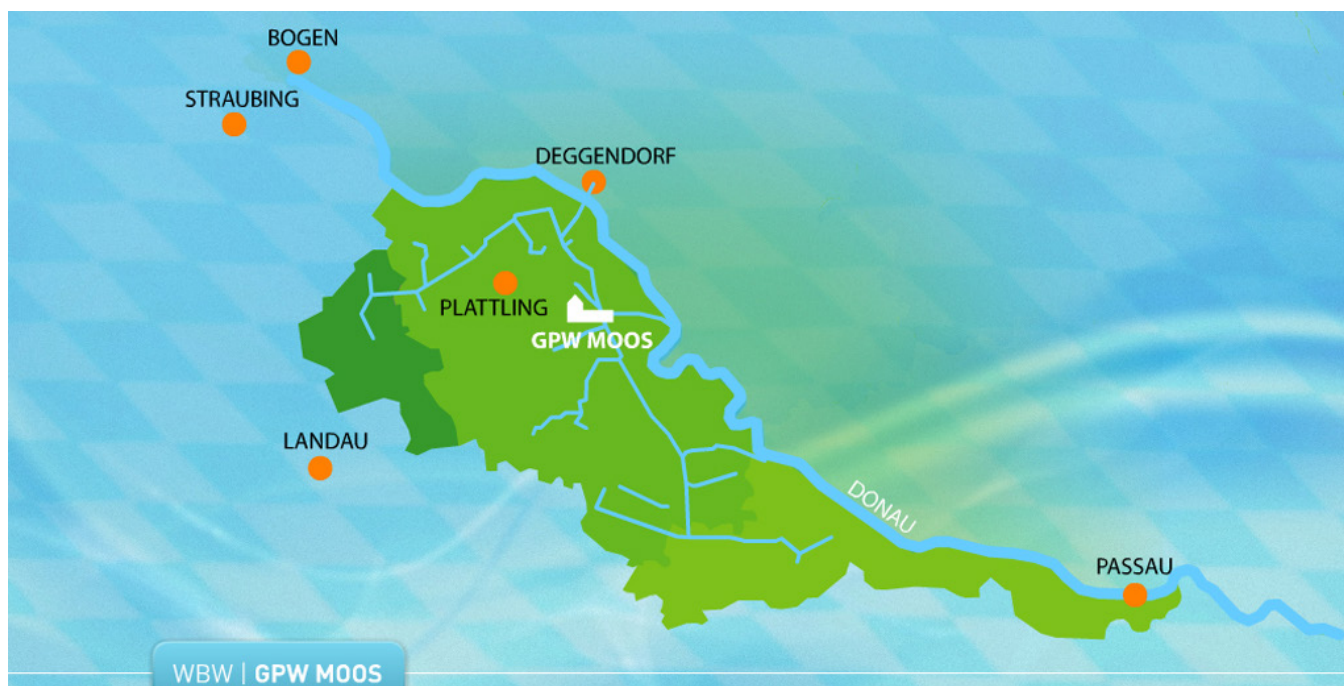 BOGEN
STRAUBING
DEGGENDORF
PLATTLING
GPW MOOS
LANDAU
DONAU
PASSAU
WBW | GPW MOOS